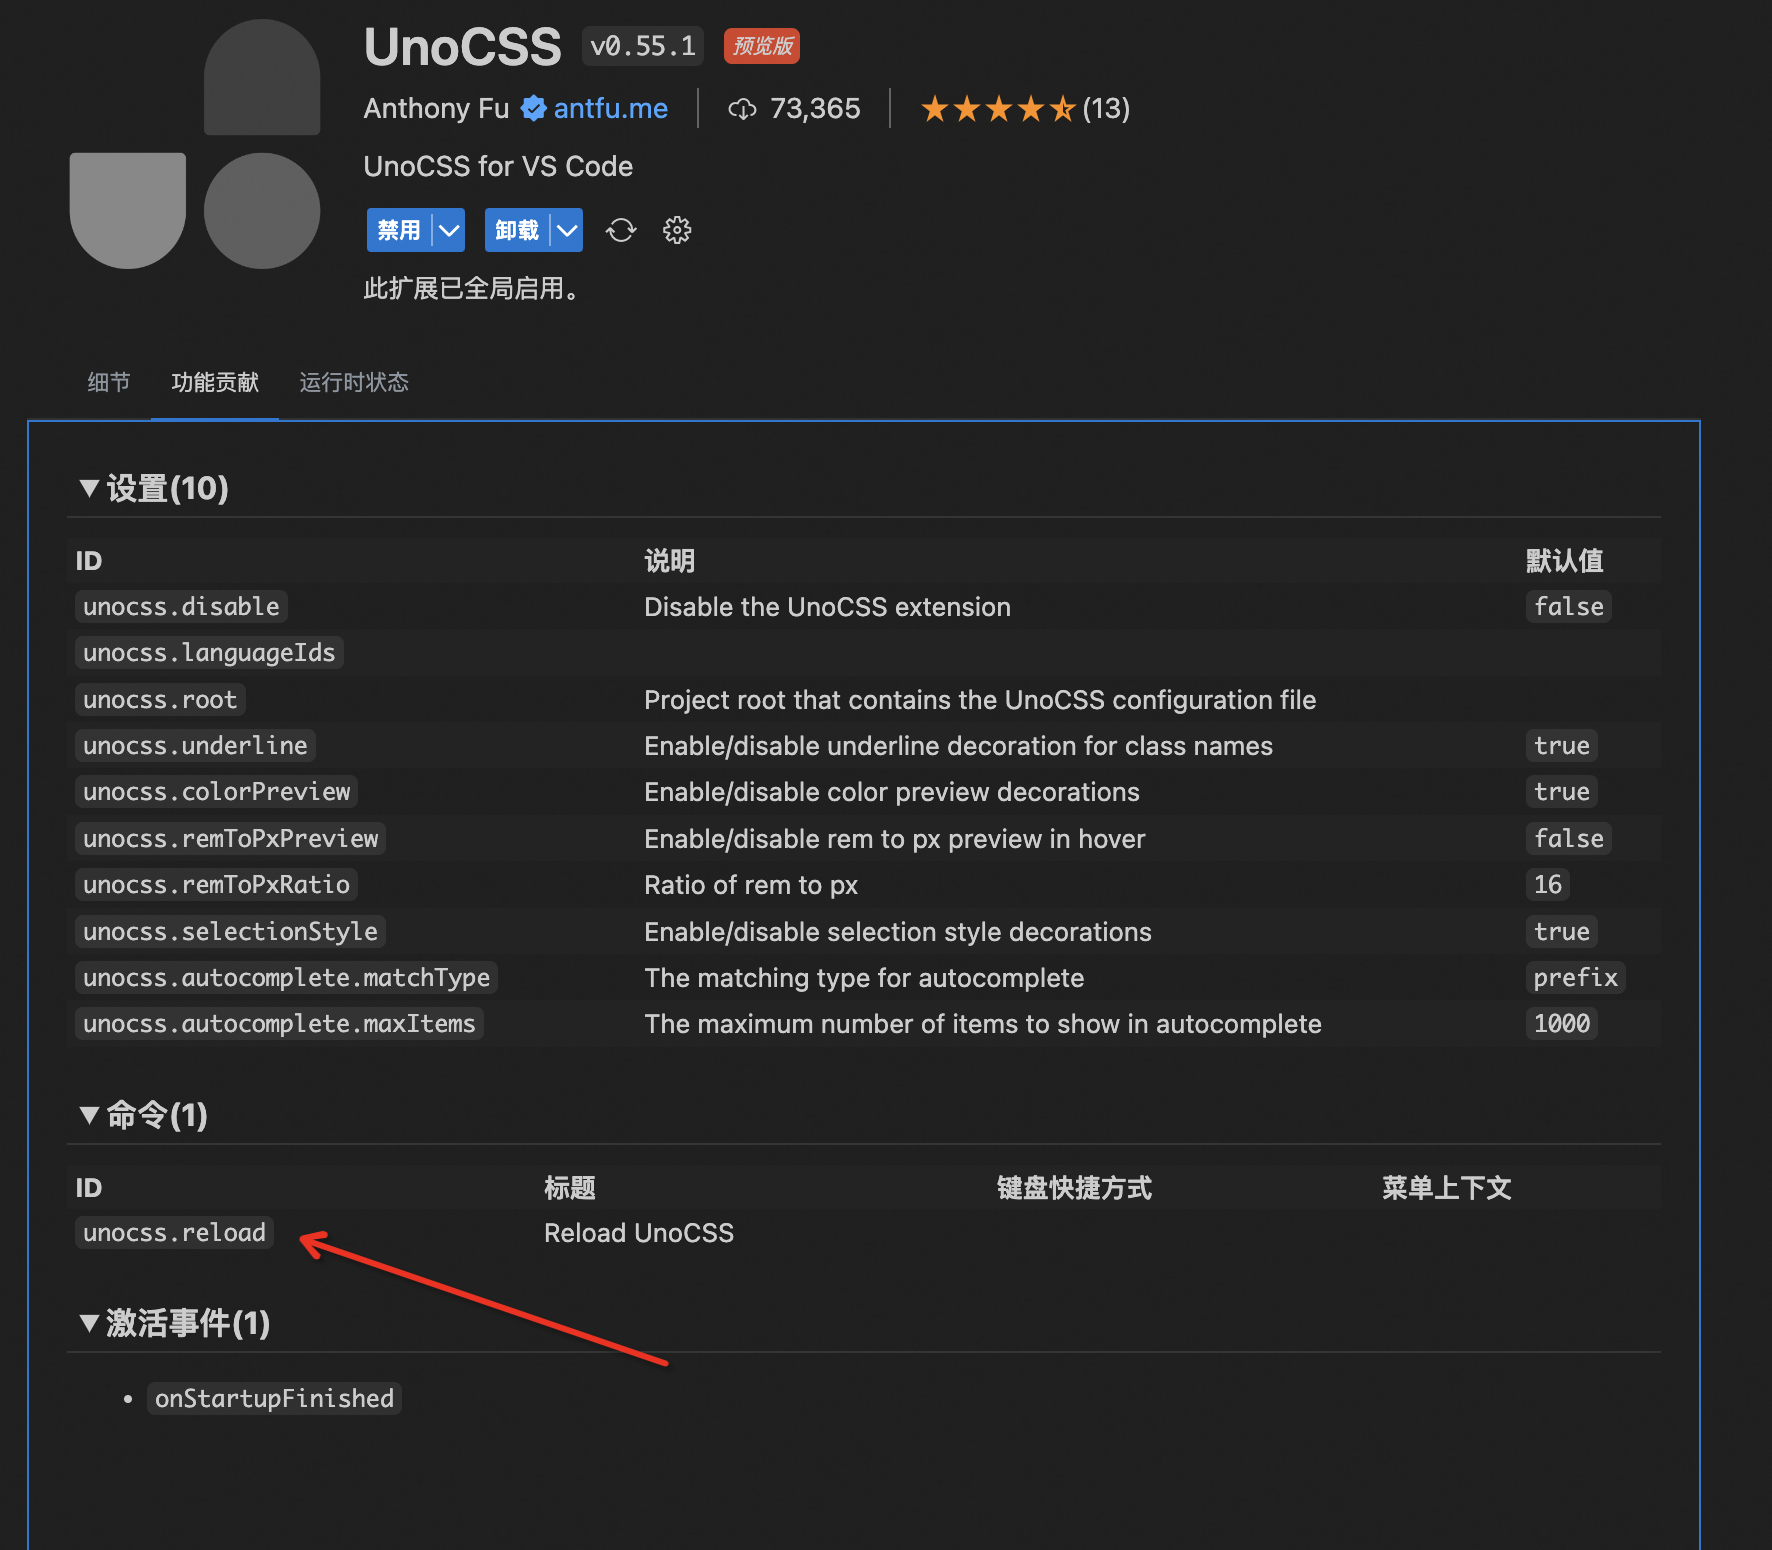 UnoCSS v0.55.1 预览版
Anthony Fu antfu.me 73,365 (13)
UnoCSS for VS Code
禁用 卸载
此扩展已全局启用。
细节 功能贡献 运行时状态
设置(10)
ID 说明 默认值
unocss.disable Disable the UnoCSS extension false
unocss.languageIds
unocss.root Project root that contains the UnoCSS configuration file
unocss.underline Enable/disable underline decoration for class names true
unocss.colorPreview Enable/disable color preview decorations true
unocss.remToPxPreview Enable/disable rem to px preview in hover false
unocss.remToPxRatio Ratio of rem to px 16
unocss.selectionStyle Enable/disable selection style decorations true
unocss.autocomplete.matchType The matching type for autocomplete prefix
unocss.autocomplete.maxItems The maximum number of items to show in autocomplete 1000
命令(1)
ID 标题 键盘快捷方式 菜单上下文
unocss.reload Reload UnoCSS
激活事件(1)
• onStartupFinished